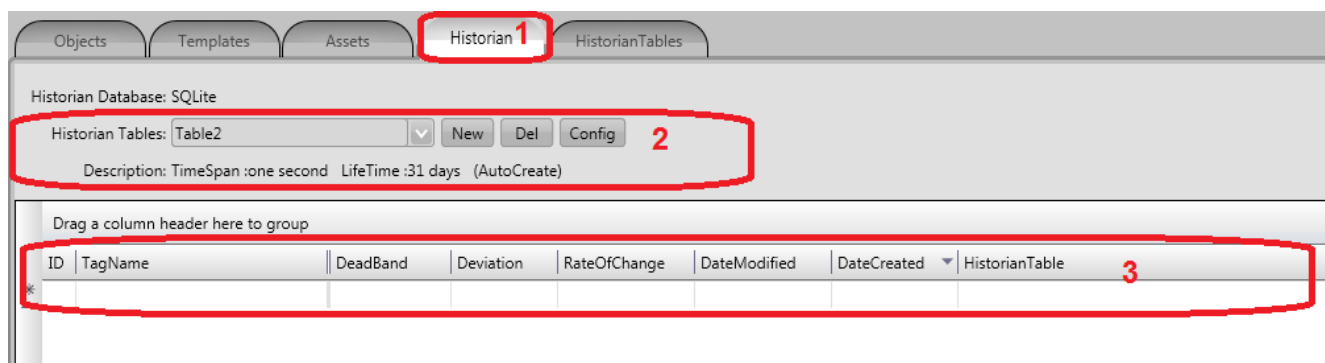 Objects Templates Assets Historian 1 HistorianTables
Historian Database: SQLite
Historian Tables: Table2 New Del Config 2
Description: TimeSpan :one second LifeTime :31 days (AutoCreate)
Drag a column header here to group
ID TagName DeadBand Deviation RateOfChange DateModified DateCreated HistorianTable 3
*